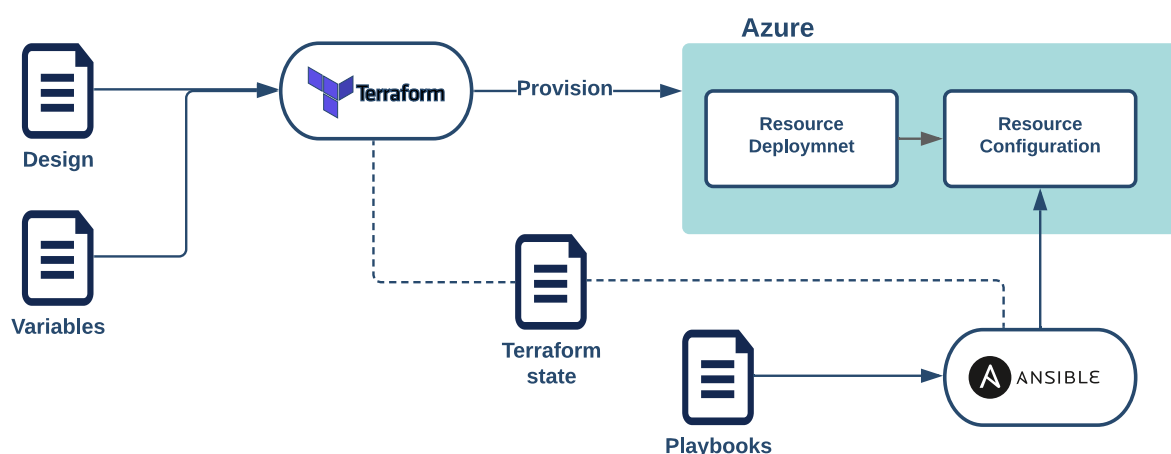 Azure
Design
Terraform
Provision
Resource
Deploymnet
Resource
Configuration
Variables
Terraform
state
Playbooks
ANSIBLE